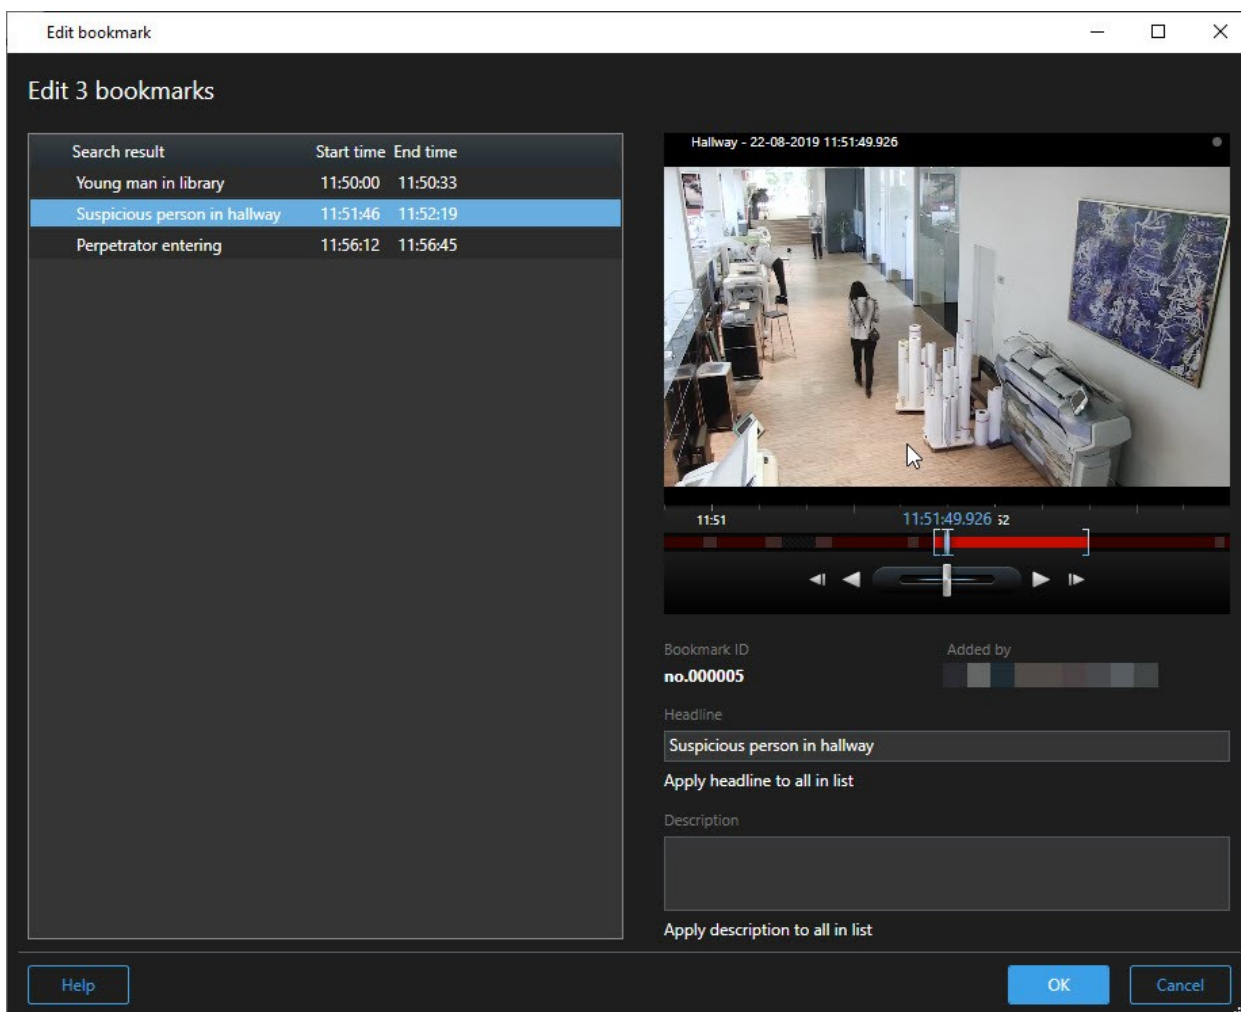 Edit bookmark
Edit 3 bookmarks
Search result Start time End time
Young man in library 11:50:00 11:50:33
Suspicious person in hallway 11:51:46 11:52:19
Perpetrator entering 11:56:12 11:56:45
Hallway - 22-08-2019 11:51:49.926
11:51 11:51:49.926 52
Bookmark ID Added by
no.000005
Headline
Suspicious person in hallway
Apply headline to all in list
Description
Apply description to all in list
Help OK Cancel